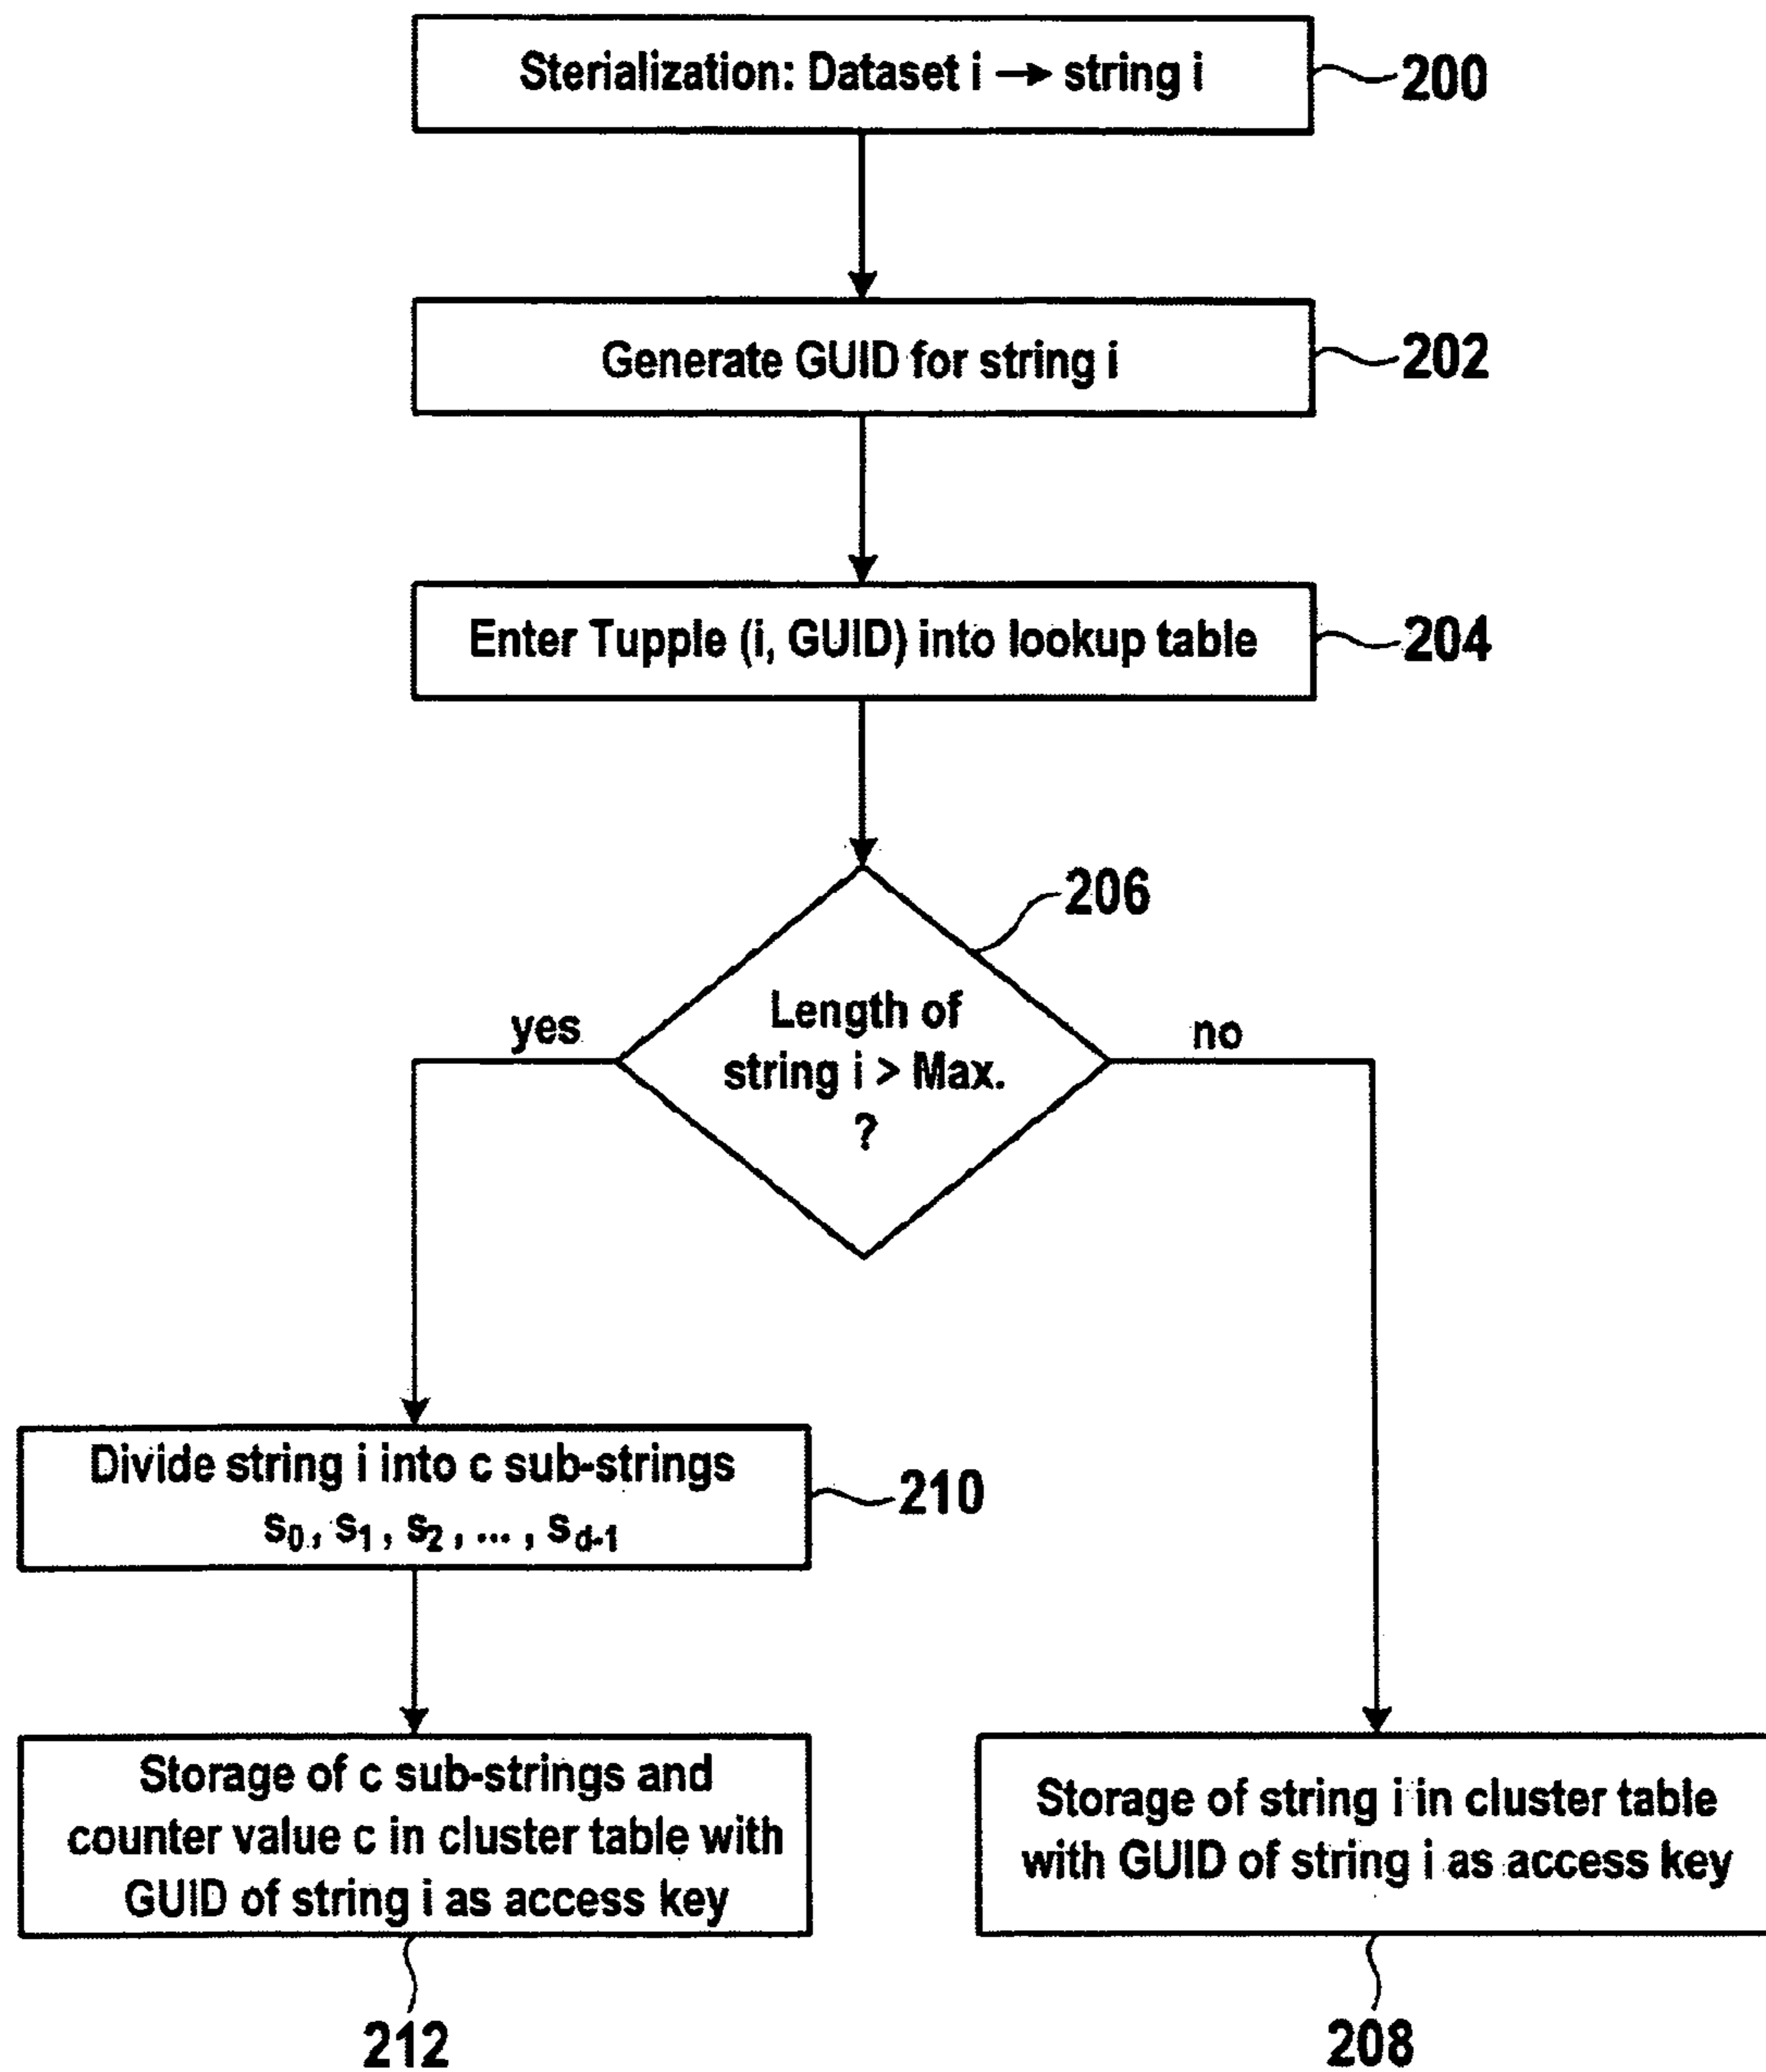 Sterialization: Dataset i → string i
200
Generate GUID for string i
202
Enter Tupple (i, GUID) into lookup table
204
206
Length of
string i > Max.
?
yes
no
Divide string i into c sub-strings
s₀, s₁, s₂, ... , s_d-1
210
Storage of c sub-strings and
counter value c in cluster table with
GUID of string i as access key
Storage of string i in cluster table
with GUID of string i as access key
212
208